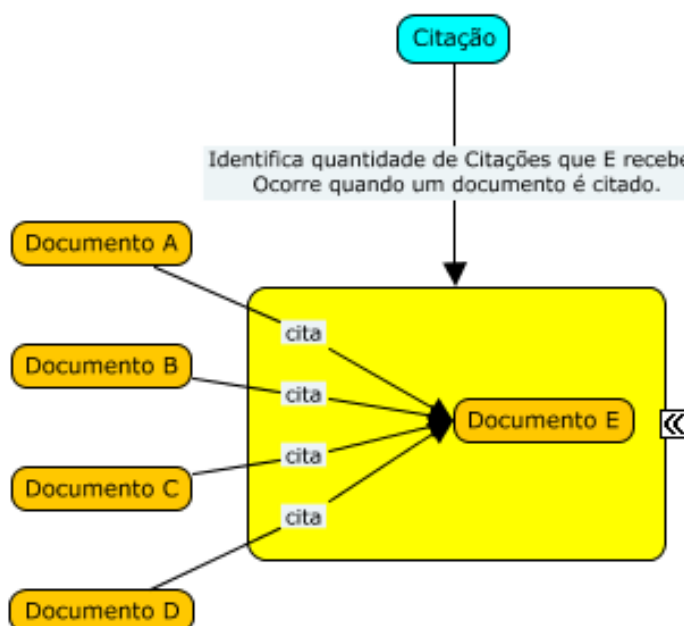 Citação
Identifica quantidade de Citações que E recebe
Ocorre quando um documento é citado.
Documento A
cita
Documento B
cita
Documento E
cita
Documento C
cita
Documento D